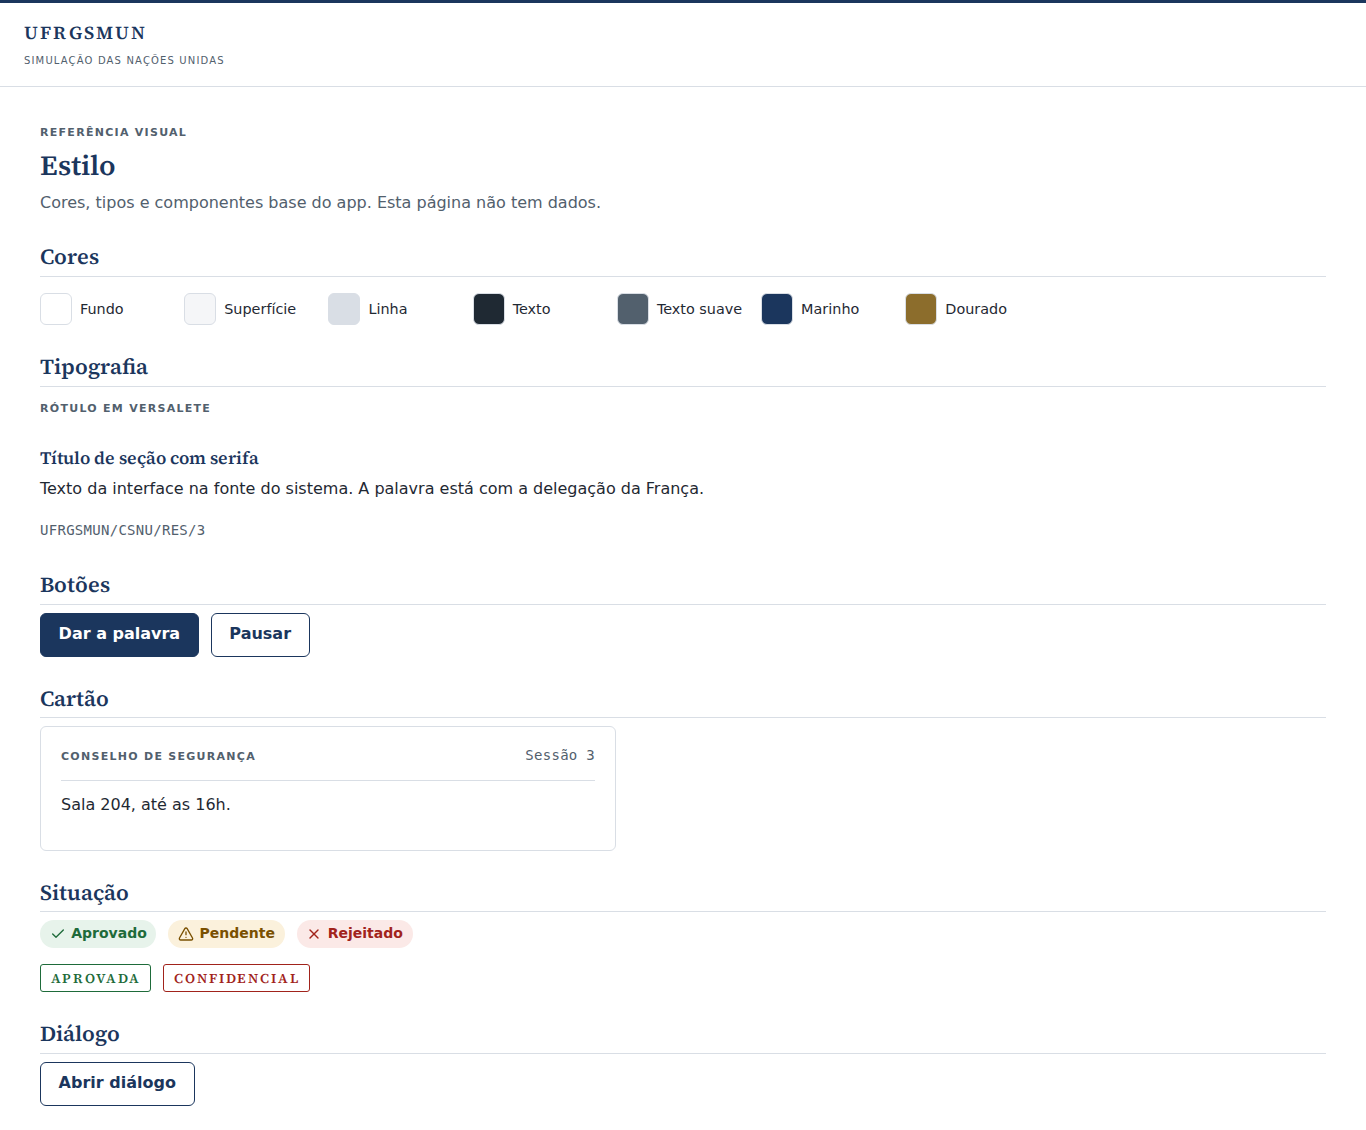 UFRGSMUN
SIMULAÇÃO DAS NAÇÕES UNIDAS
REFERÊNCIA VISUAL
Estilo
Cores, tipos e componentes base do app. Esta página não tem dados.
Cores
Fundo Superfície Linha Texto Texto suave Marinho Dourado
Tipografia
RÓTULO EM VERSALETE
Título de seção com serifa
Texto da interface na fonte do sistema. A palavra está com a delegação da França.
UFRGSMUN/CSNU/RES/3
Botões
Dar a palavra Pausar
Cartão
CONSELHO DE SEGURANÇA Sessão 3
Sala 204, até as 16h.
Situação
Aprovado Pendente Rejeitado
APROVADA CONFIDENCIAL
Diálogo
Abrir diálogo